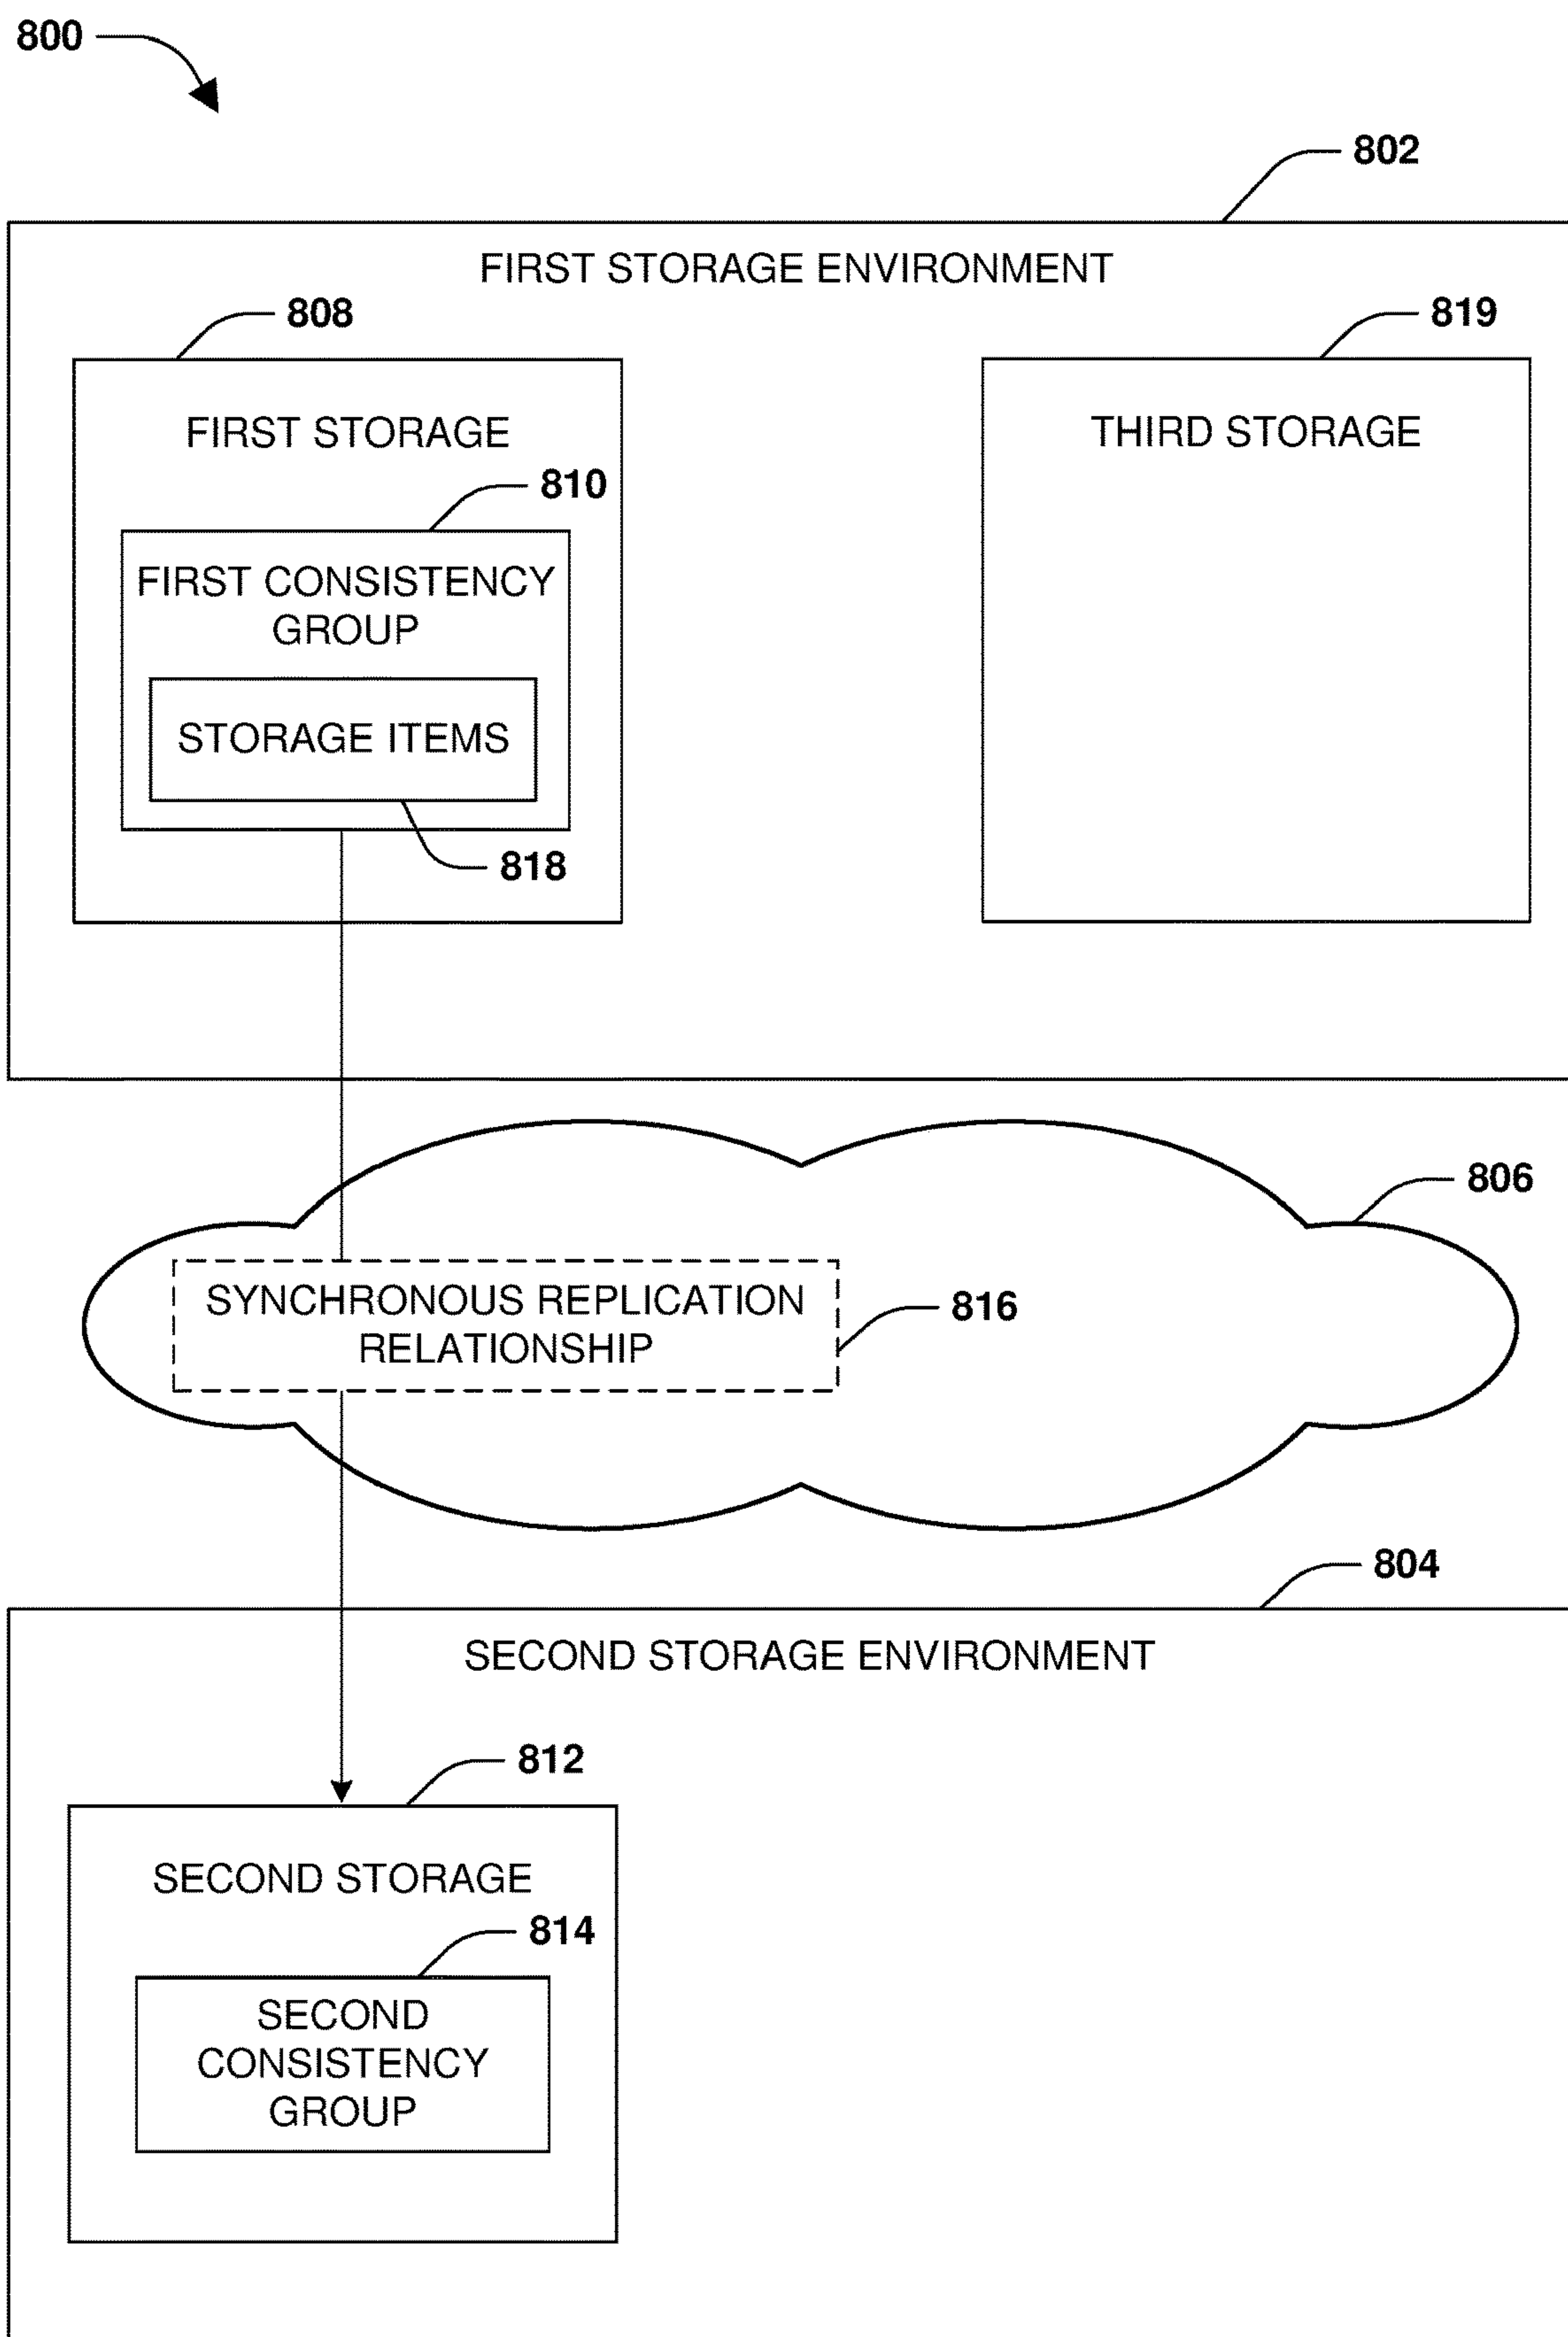 800
802
FIRST STORAGE ENVIRONMENT
808
819
FIRST STORAGE
THIRD STORAGE
810
FIRST CONSISTENCY
GROUP
STORAGE ITEMS
818
806
SYNCHRONOUS REPLICATION
RELATIONSHIP
816
804
SECOND STORAGE ENVIRONMENT
812
SECOND STORAGE
814
SECOND
CONSISTENCY
GROUP